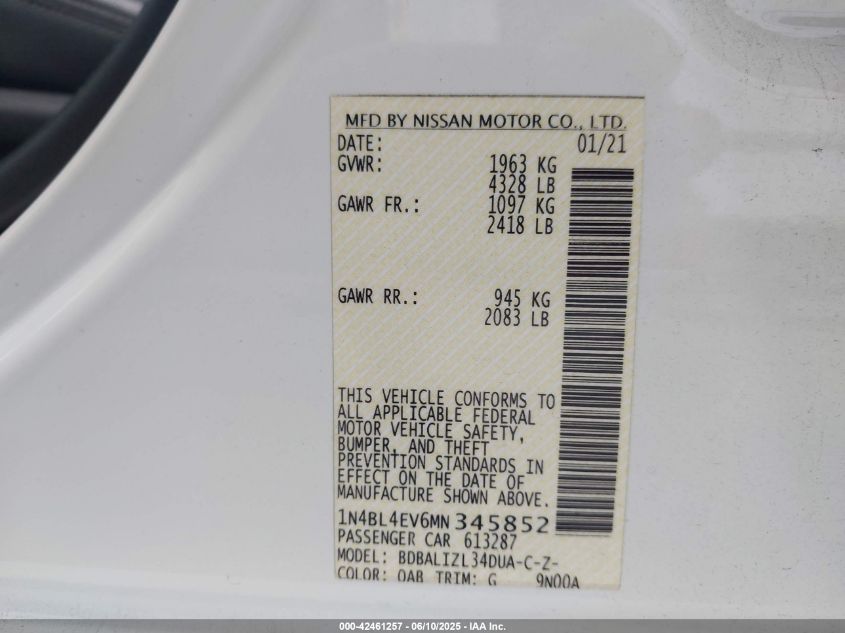 MFD BY NISSAN MOTOR CO., LTD.
DATE: 01/21
GVWR: 1963 KG
4328 LB
GAWR FR.: 1097 KG
2418 LB
GAWR RR.: 945 KG
2083 LB
THIS VEHICLE CONFORMS TO
ALL APPLICABLE FEDERAL
MOTOR VEHICLE SAFETY,
BUMPER, AND THEFT
PREVENTION STANDARDS IN
EFFECT ON THE DATE OF
MANUFACTURE SHOWN ABOVE.
1N4BL4EV6MN345852
PASSENGER CAR 613287
MODEL: BDBALIZL34DUA-C-Z-
COLOR: QAB TRIM: G 9N00A
000-42461257 - 06/10/2025 - IAA Inc.